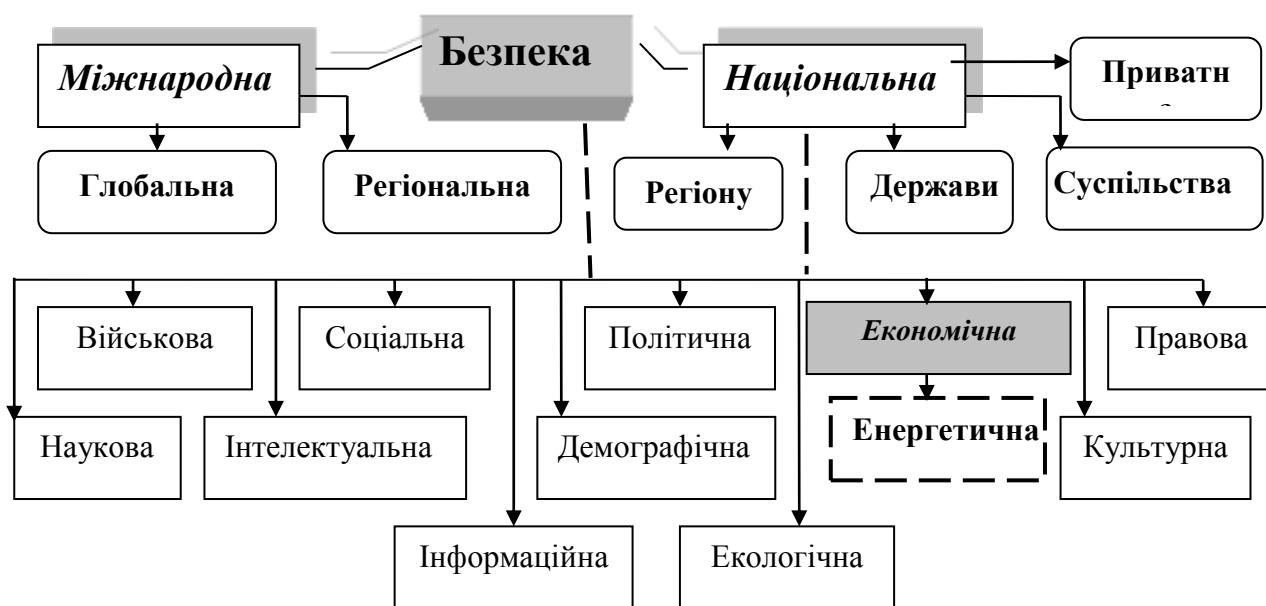 Безпека
Міжнародна
Національна
Приватн
Глобальна
Регіональна
Регіону
Держави
Суспільства
Військова
Соціальна
Політична
Економічна
Правова
Наукова
Інтелектуальна
Демографічна
Енергетична
Культурна
Інформаційна
Екологічна